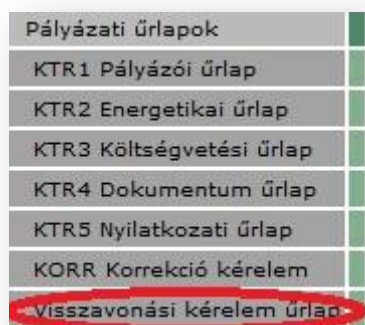 Pályázati űrlapok
KTR1 Pályázói űrlap
KTR2 Energetikai űrlap
KTR3 Költségvetési űrlap
KTR4 Dokumentum űrlap
KTR5 Nyilatkozati űrlap
KORR Korrekció kérelem
Visszavonási kérelem űrlap